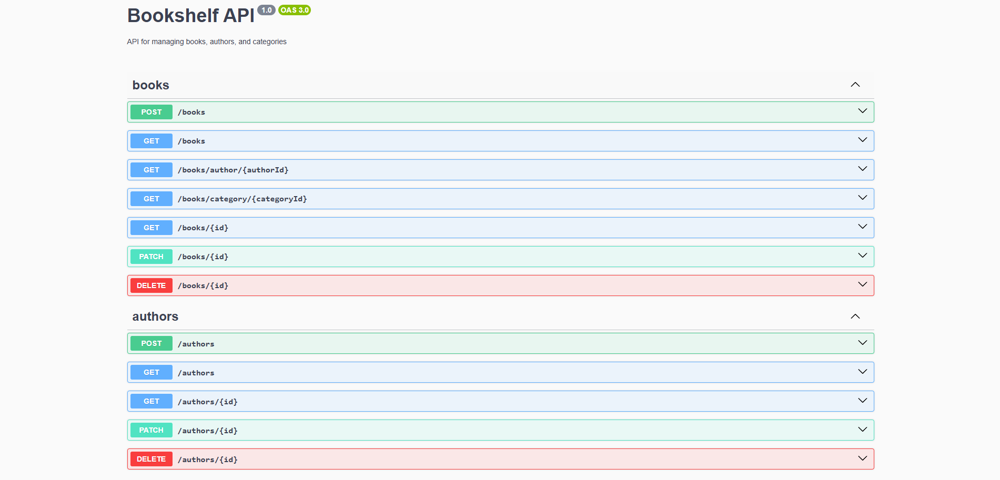 Bookshelf API 1.0 OAS 3.0
API for managing books, authors, and categories
books
POST /books
GET /books
GET /books/author/{authorId}
GET /books/category/{categoryId}
GET /books/{id}
PATCH /books/{id}
DELETE /books/{id}
authors
POST /authors
GET /authors
GET /authors/{id}
PATCH /authors/{id}
DELETE /authors/{id}